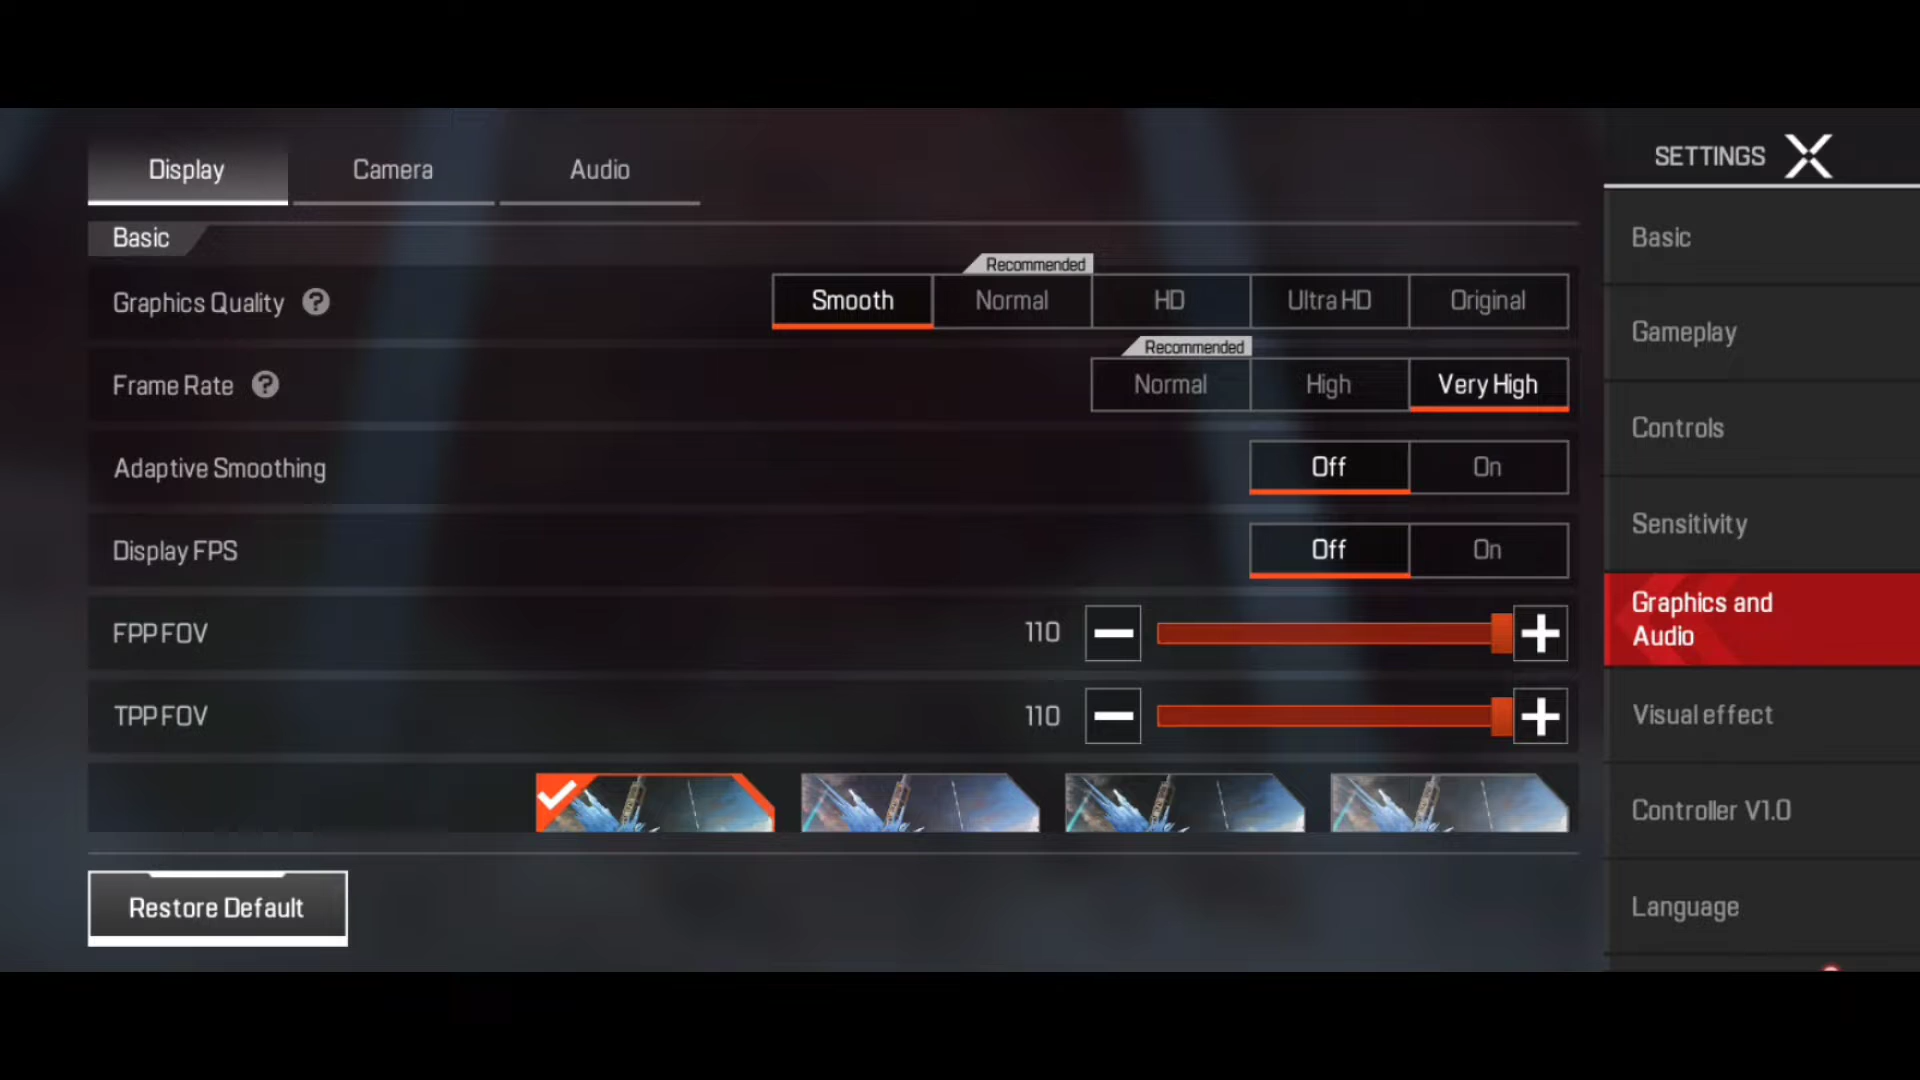 Display
Camera
Audio
SETTINGS
Basic
Graphics Quality ?
Recommended
Smooth
Normal
HD
Ultra HD
Original
Frame Rate ?
Recommended
Normal
High
Very High
Adaptive Smoothing
Off
On
Display FPS
Off
On
FPP FOV
110
TPP FOV
110
Restore Default
Basic
Gameplay
Controls
Sensitivity
Graphics and
Audio
Visual effect
Controller V1.0
Language